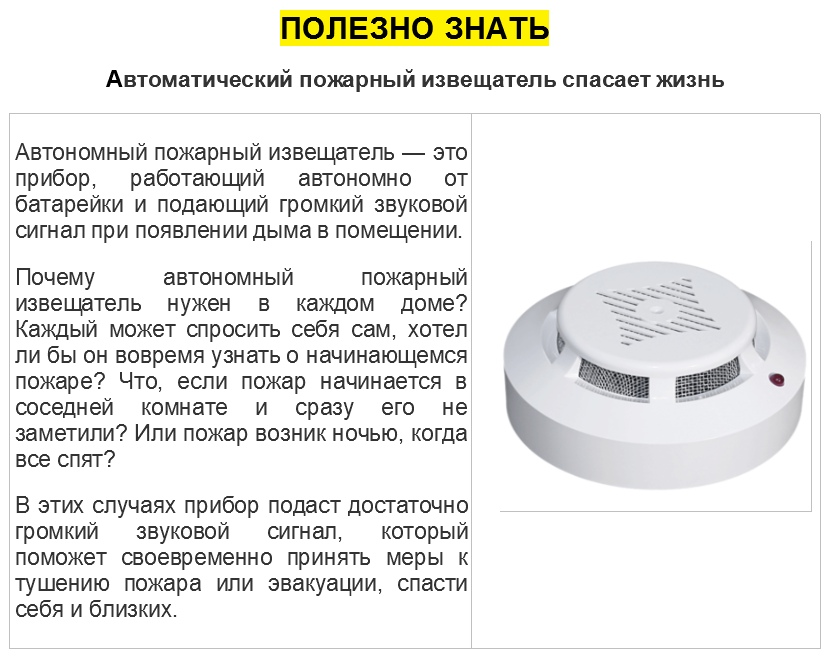 ПОЛЕЗНО ЗНАТЬ
Автоматический пожарный извещатель спасает жизнь
Автономный пожарный извещатель — это
прибор, работающий автономно от
батарейки и подающий громкий звуковой
сигнал при появлении дыма в помещении.
Почему автономный пожарный
извещатель нужен в каждом доме?
Каждый может спросить себя сам, хотел
ли бы он вовремя узнать о начинающемся
пожаре? Что, если пожар начинается в
соседней комнате и сразу его не
заметили? Или пожар возник ночью, когда
все спят?
В этих случаях прибор подаст достаточно
громкий звуковой сигнал, который
поможет своевременно принять меры к
тушению пожара или эвакуации, спасти
себя и близких.